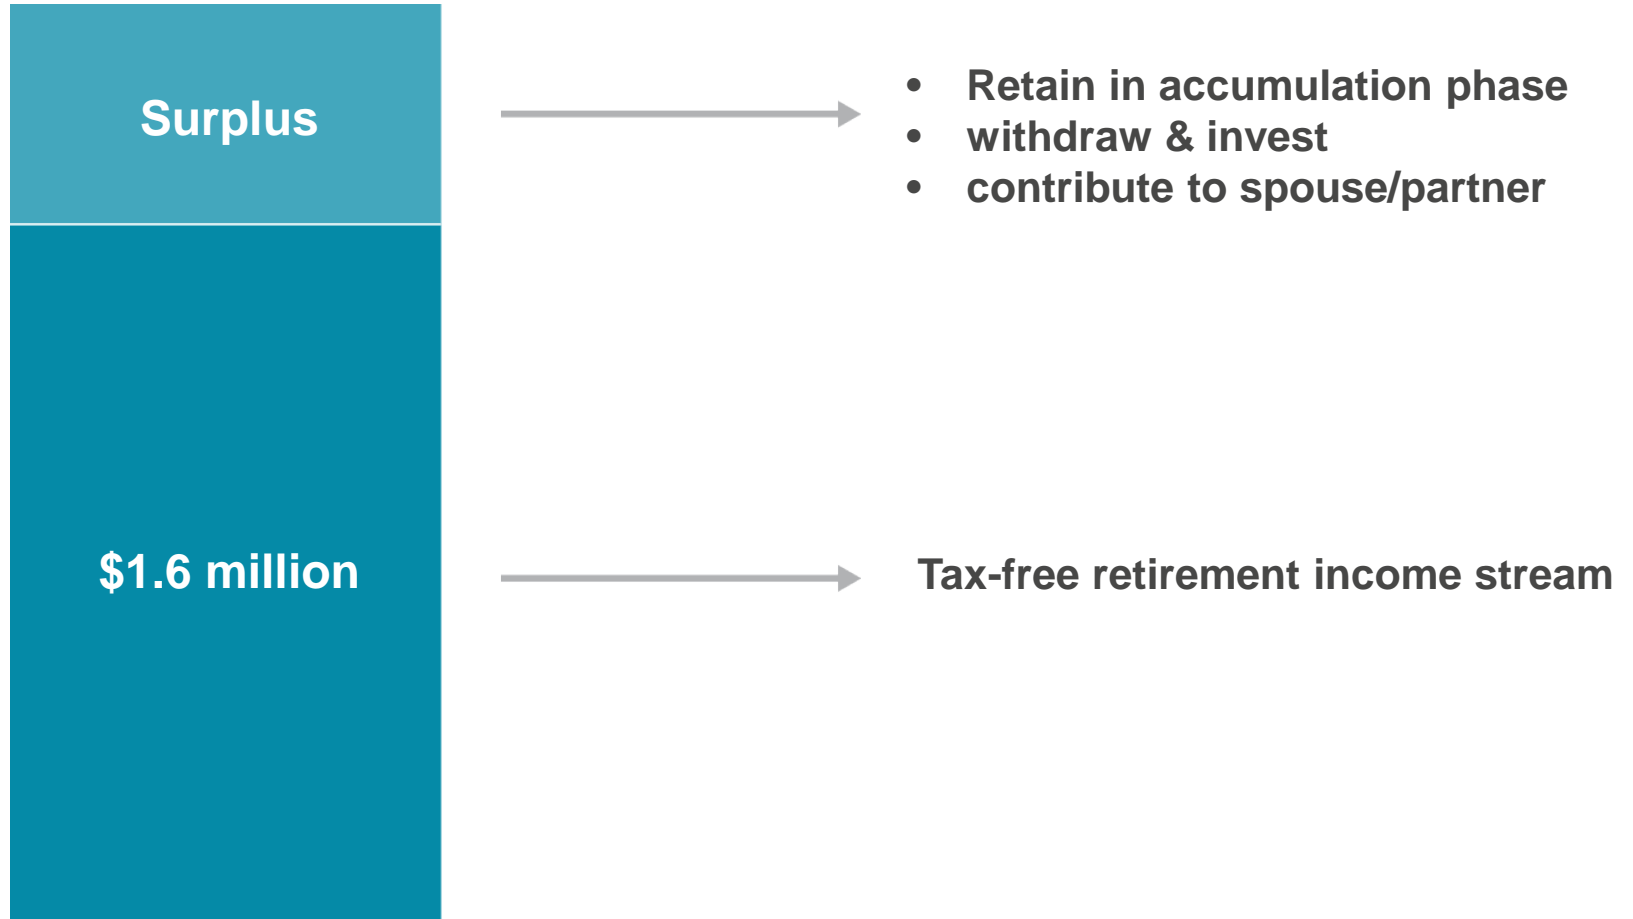 Surplus
• Retain in accumulation phase
• withdraw & invest
• contribute to spouse/partner
$1.6 million
Tax-free retirement income stream